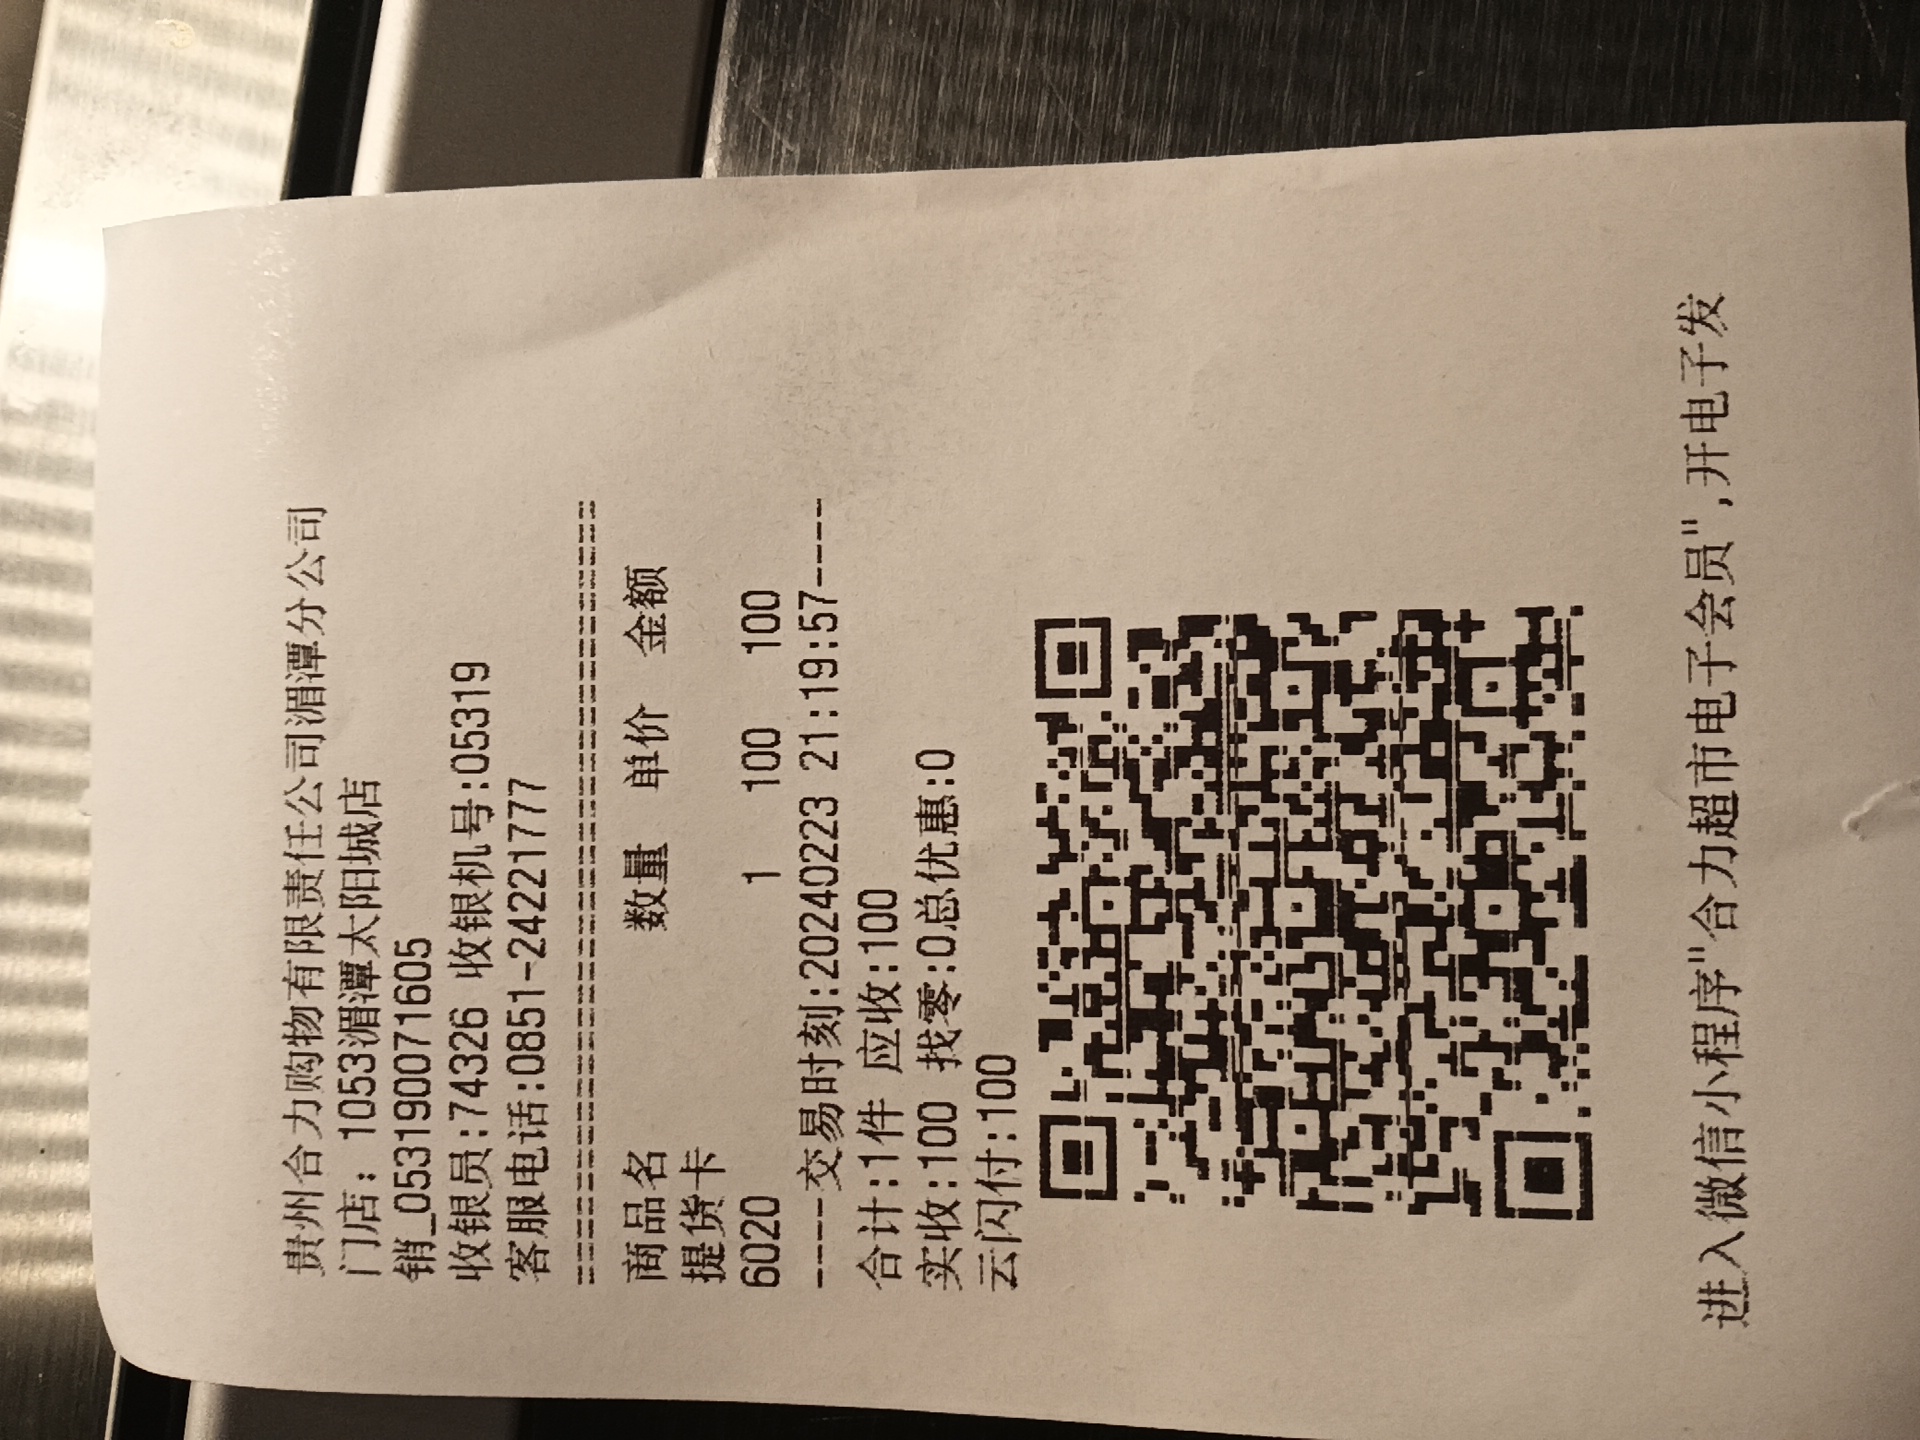 贵州合力购物有限责任公司湄潭分公司
门店: 1053湄潭太阳城店
销_053190071605
收银员:74326 收银机号:05319
客服电话:0851-24221777
================================
商品名 数量 单价 金额
提货卡
6020 1 100 100
----交易时刻:20240223 21:19:57----
合计:1件 应收:100
实收:100 找零:0总优惠:0
云闪付:100
进入微信小程序"合力超市电子会员",开电子发